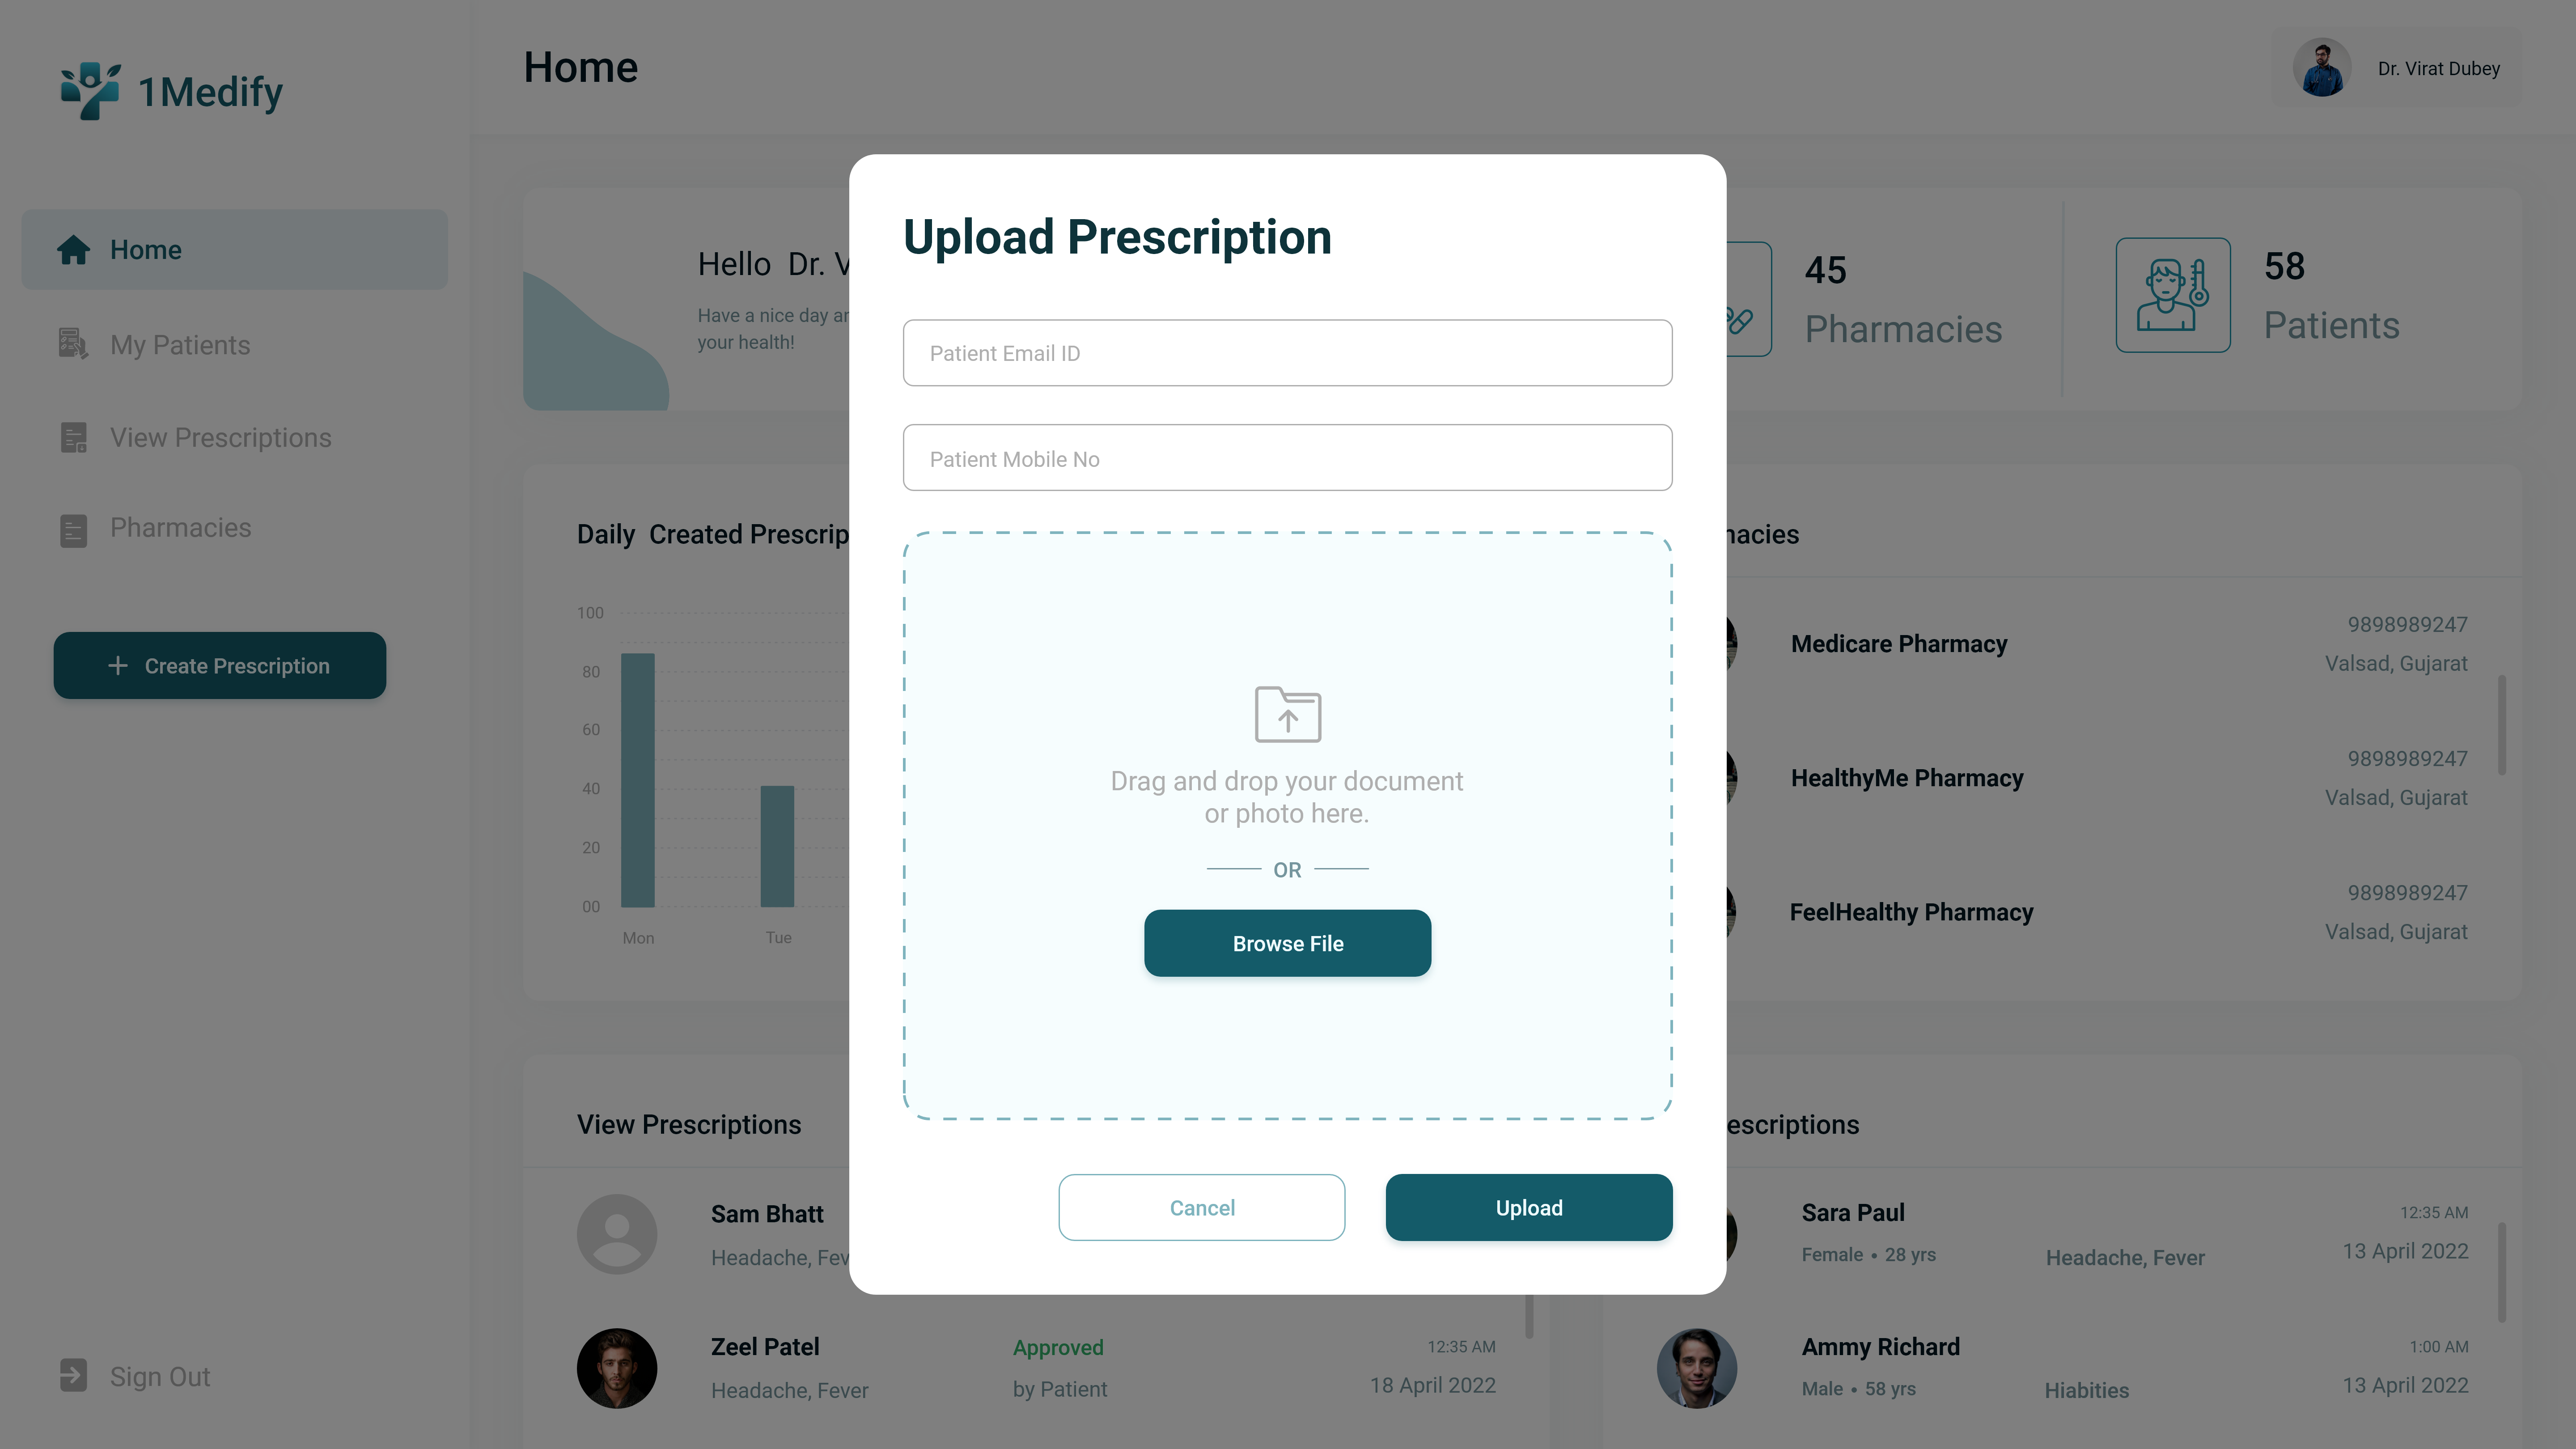 1Medify
Home
Dr. Virat Dubey
Home
My Patients
View Prescriptions
Pharmacies
Create Prescription
Sign Out
Hello Dr. V
Have a nice day
your health!
45
Pharmacies
58
Patients
Daily Created
100
80
60
40
20
00
Mon
Tue
Upload Prescription
Patient Email ID
Patient Mobile No
Drag and drop your document
or photo here.
OR
Browse File
Cancel
Upload
Medicare Pharmacy
9898989247
Valsad, Gujarat
HealthyMe Pharmacy
9898989247
Valsad, Gujarat
FeelHealthy Pharmacy
9898989247
Valsad, Gujarat
View Prescriptions
Sam Bhatt
Headache,
Zeel Patel
Headache, Fever
Approved
by Patient
12:35 AM
18 April 2022
Sara Paul
Female • 28 yrs
Headache, Fever
12:35 AM
13 April 2022
Ammy Richard
Male • 58 yrs
Hiabities
1:00 AM
13 April 2022